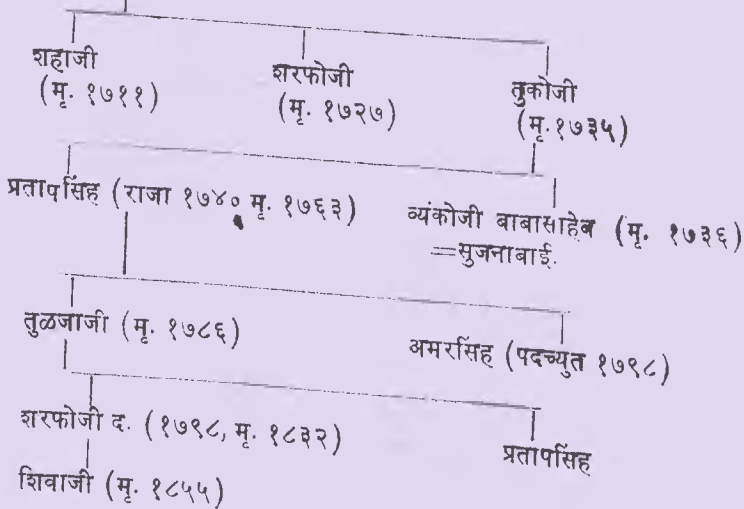 शहाजी
(मृ. १७११)
शरफोजी
(मृ. १७२७)
तुकोजी
(मृ.१७३५)
प्रतापसिंह (राजा १७४० मृ. १७६३)
व्यंकोजी बाबासाहेब (मृ. १७३६)
=सुजनाबाई.
तुळजाजी (मृ. १७८६)
अमरसिंह (पदच्युत १७९८)
शरफोजी द. (१७९८, मृ. १८३२)
प्रतापसिंह
शिवाजी (मृ. १८५५)